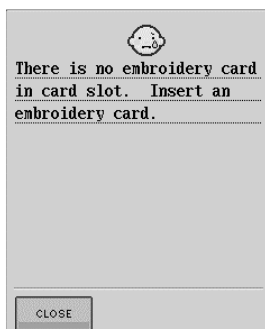 There is no embroidery card
in card slot.  Insert an
embroidery card.
CLOSE